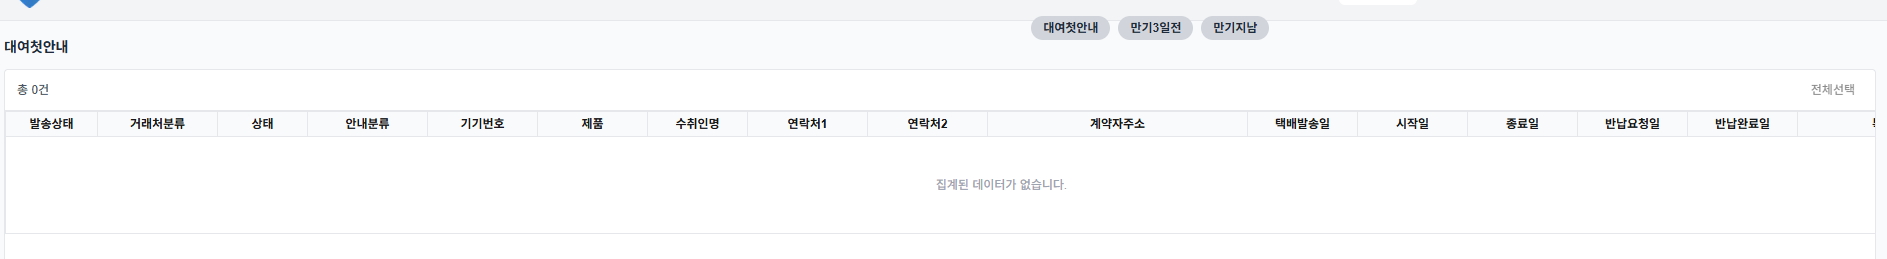 대여첫안내 만기3일전 만기지남
대여첫안내
총 0건 전체선택
발송상태 거래처분류 상태 안내분류 기기번호 제품 수취인명 연락처1 연락처2 계약자주소 택배발송일 시작일 종료일 반납요청일 반납완료일
집계된 데이터가 없습니다.